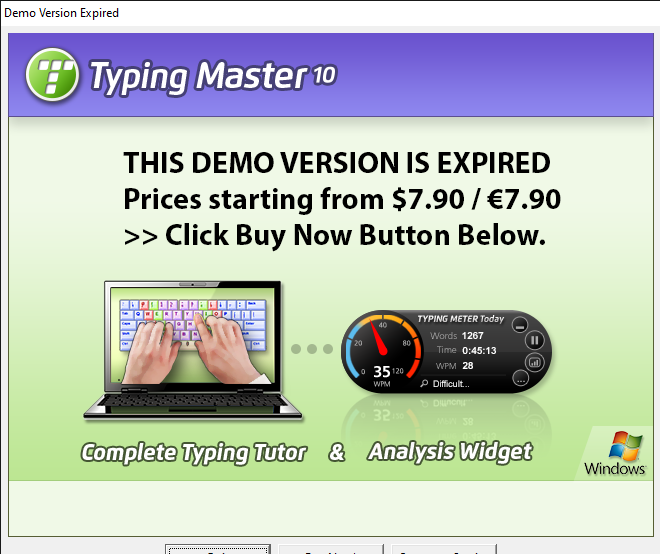 Demo Version Expired
Typing Master 10
THIS DEMO VERSION IS EXPIRED
Prices starting from $7.90 / €7.90
>> Click Buy Now Button Below.
TYPING METER Today
Words 1267
Time 0:45:13
WPM 28
Difficult...
0 20 40 80 120
35
WPM
Complete Typing Tutor & Analysis Widget
Windows